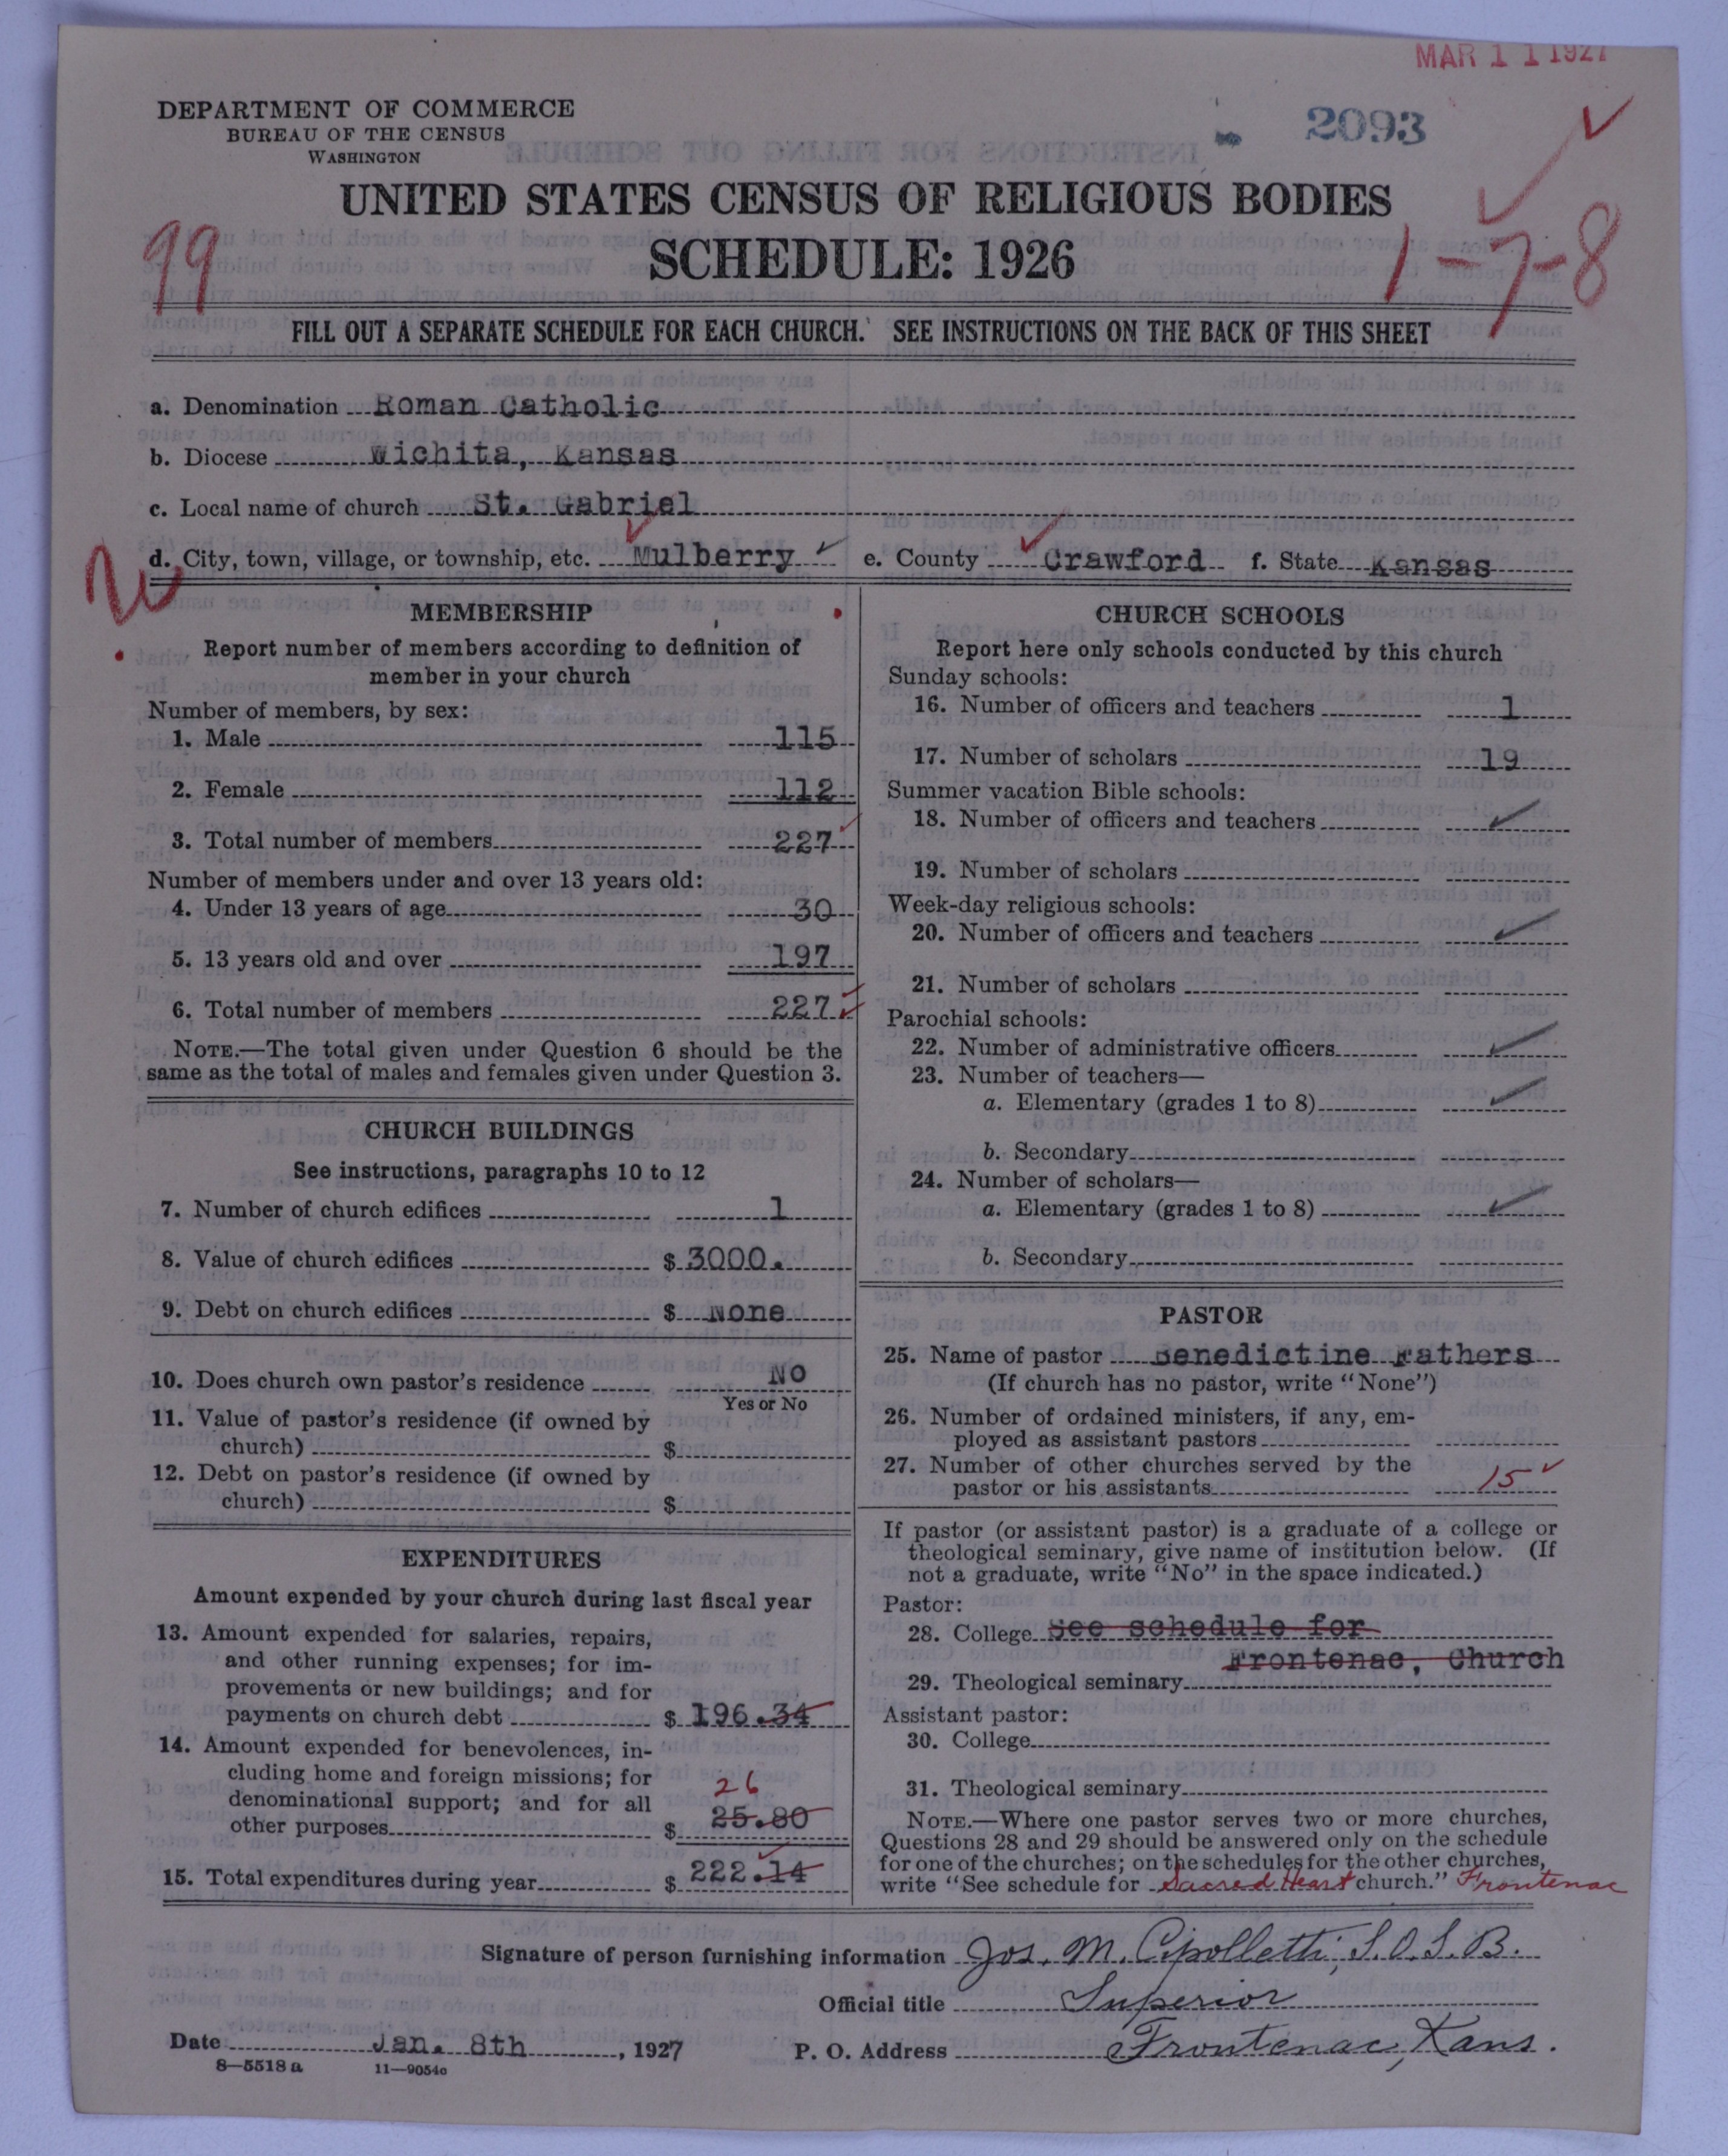 MAR 11 1927
DEPARTMENT OF COMMERCE
BUREAU OF THE CENSUS
WASHINGTON
2093
UNITED STATES CENSUS OF RELIGIOUS BODIES
SCHEDULE: 1926
99
1-7-8
FILL OUT A SEPARATE SCHEDULE FOR EACH CHURCH. SEE INSTRUCTIONS ON THE BACK OF THIS SHEET
a. Denomination Roman Catholic
b. Diocese Wichita, Kansas
c. Local name of church St. Gabriel
d. City, town, village, or township, etc. Mulberry e. County Crawford f. State Kansas
MEMBERSHIP
Report number of members according to definition of
member in your church
Number of members, by sex:
1. Male 115
2. Female 112
3. Total number of members 227
Number of members under and over 13 years old:
4. Under 13 years of age 30
5. 13 years old and over 197
6. Total number of members 227
NOTE.—The total given under Question 6 should be the
same as the total of males and females given under Question 3.
CHURCH BUILDINGS
See instructions, paragraphs 10 to 12
7. Number of church edifices 1
8. Value of church edifices $ 3000.
9. Debt on church edifices $ None
10. Does church own pastor's residence No
Yes or No
11. Value of pastor's residence (if owned by
church) $
12. Debt on pastor's residence (if owned by
church) $
EXPENDITURES
Amount expended by your church during last fiscal year
13. Amount expended for salaries, repairs,
and other running expenses; for im-
provements or new buildings; and for
payments on church debt $ 196.34
14. Amount expended for benevolences, in-
cluding home and foreign missions; for
denominational support; and for all
26
other purposes $ 25.80
15. Total expenditures during year $ 222.14
CHURCH SCHOOLS
Report here only schools conducted by this church
Sunday schools:
16. Number of officers and teachers 1
17. Number of scholars 19
Summer vacation Bible schools:
18. Number of officers and teachers
19. Number of scholars
Week-day religious schools:
20. Number of officers and teachers
21. Number of scholars
Parochial schools:
22. Number of administrative officers
23. Number of teachers—
a. Elementary (grades 1 to 8)
b. Secondary
24. Number of scholars—
a. Elementary (grades 1 to 8)
b. Secondary
PASTOR
25. Name of pastor Benedictine Fathers
(If church has no pastor, write "None")
26. Number of ordained ministers, if any, em-
ployed as assistant pastors
27. Number of other churches served by the
pastor or his assistants 15
If pastor (or assistant pastor) is a graduate of a college or
theological seminary, give name of institution below. (If
not a graduate, write "No" in the space indicated.)
Pastor:
28. College See schedule for
Frontenac, Church
29. Theological seminary
Assistant pastor:
30. College
31. Theological seminary
NOTE.—Where one pastor serves two or more churches,
Questions 28 and 29 should be answered only on the schedule
for one of the churches; on the schedules for the other churches,
write "See schedule for Sacred Heart church." Frontenac
Signature of person furnishing information Jos. M. Cipolletti, S.O.S.B.
Official title Superior
Date Jan. 8th, 1927 P. O. Address Frontenac, Kans.
8—5518 a 11—9054c